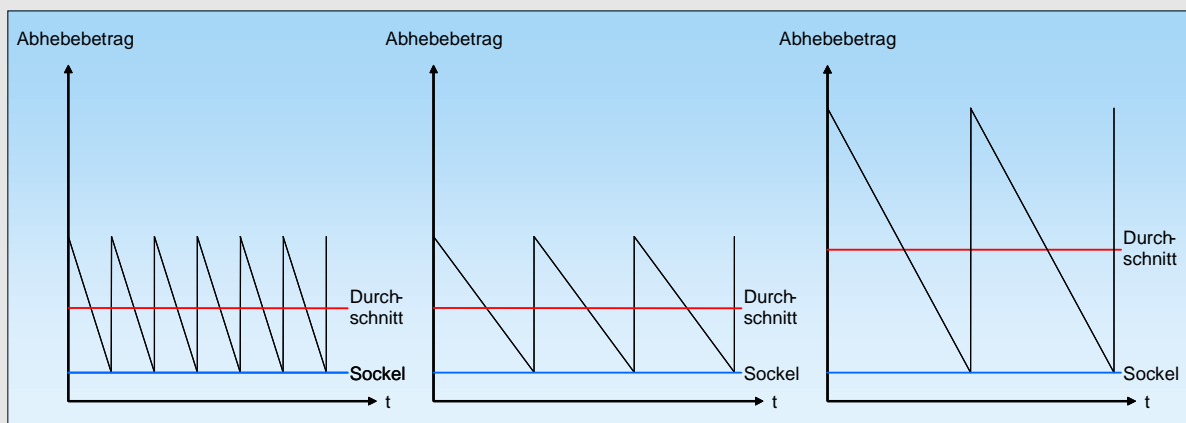 Abhebebetrag
Durch-
schnitt
Sockel
t
Abhebebetrag
Durch-
schnitt
Sockel
t
Abhebebetrag
Durch-
schnitt
Sockel
t